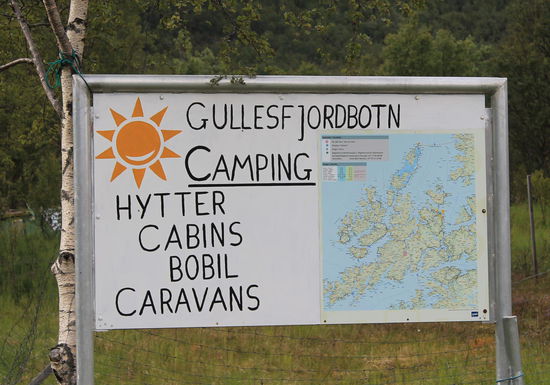 GULLESFJORDBOTN
CAMPING
HYTTER
CABINS
BOBIL
CARAVANS